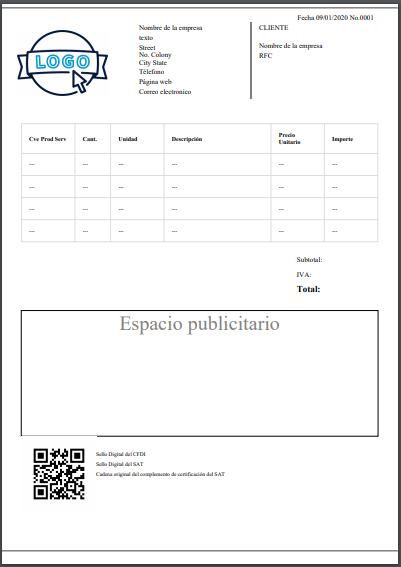 Fecha 09/01/2020 No.0001
LOGO
Nombre de la empresa
texto
Street
No. Colony
City State
Télefono
Página web
Correo electronico
CLIENTE
Nombre de la empresa
RFC
Cve Prod Serv Cant. Unidad Descripción Precio Unitario Importe
--- --- --- --- --- ---
--- --- --- --- --- ---
--- --- --- --- --- ---
--- --- --- --- --- ---
Subtotal:
IVA:
Total:
Espacio publicitario
Sello Digital del CFDI
Sello Digital del SAT
Cadena original del complemento de certificación del SAT